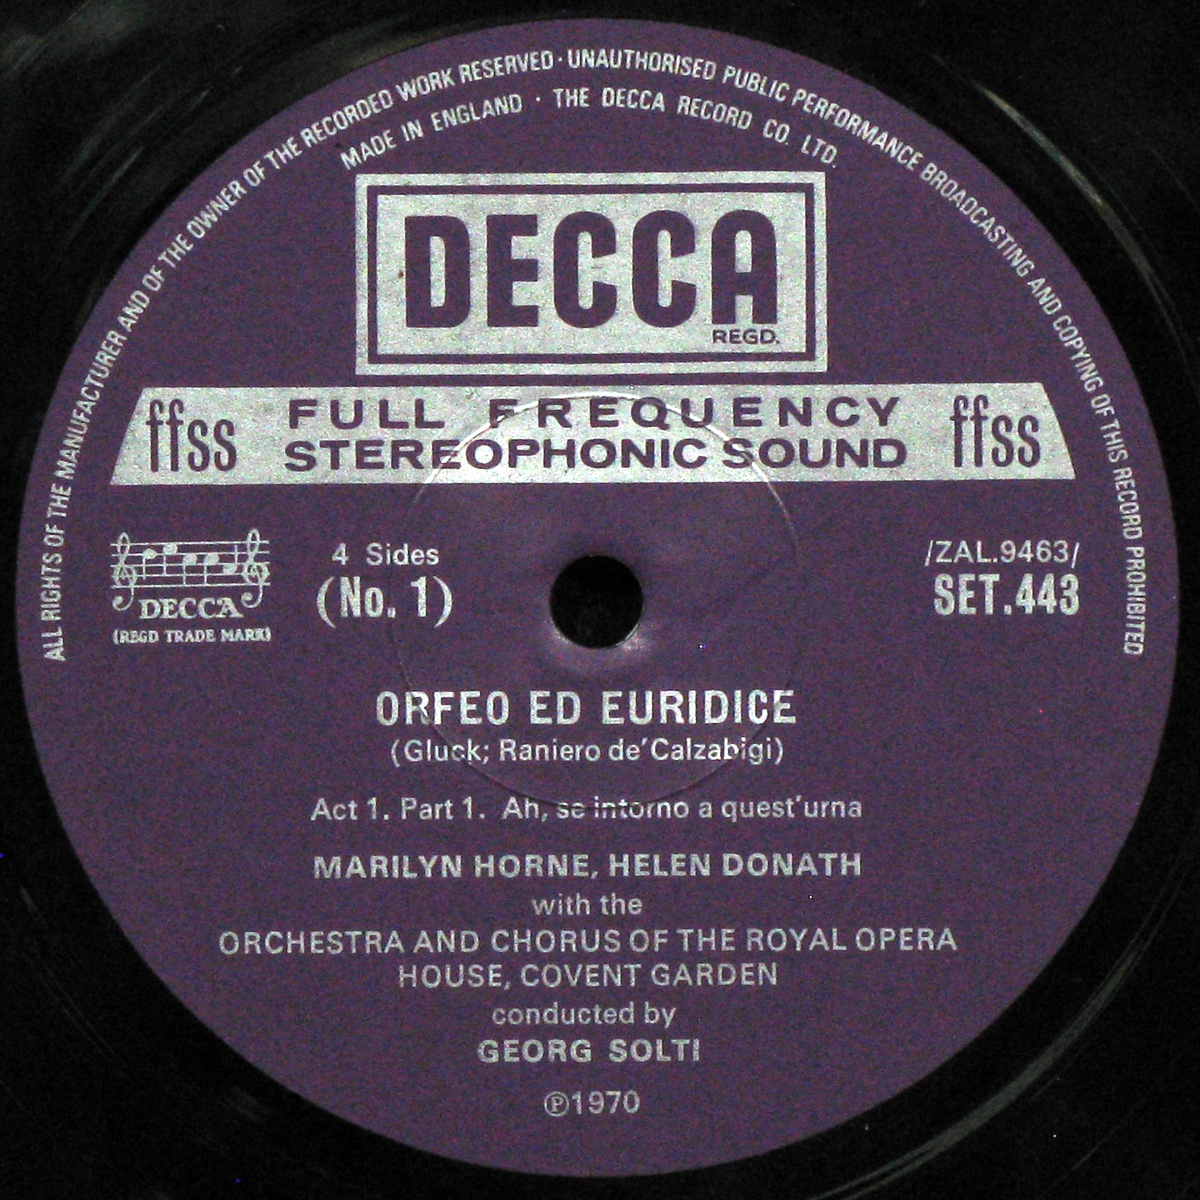 ALL RIGHTS OF THE MANUFACTURER AND OF THE OWNER OF THE RECORDED WORK RESERVED · UNAUTHORISED PUBLIC PERFORMANCE BROADCASTING AND COPYING OF THIS RECORD PROHIBITED
MADE IN ENGLAND · THE DECCA RECORD CO. LTD.
DECCA
REGD.
ffss FULL FREQUENCY ffss
STEREOPHONIC SOUND
4 Sides
(No. 1)
/ZAL.9463/
SET.443
DECCA
(REGD TRADE MARK)
ORFEO ED EURIDICE
(Gluck; Raniero de'Calzabigi)
Act 1. Part 1. Ah, se intorno a quest'urna
MARILYN HORNE, HELEN DONATH
with the
ORCHESTRA AND CHORUS OF THE ROYAL OPERA
HOUSE, COVENT GARDEN
conducted by
GEORG SOLTI
℗1970